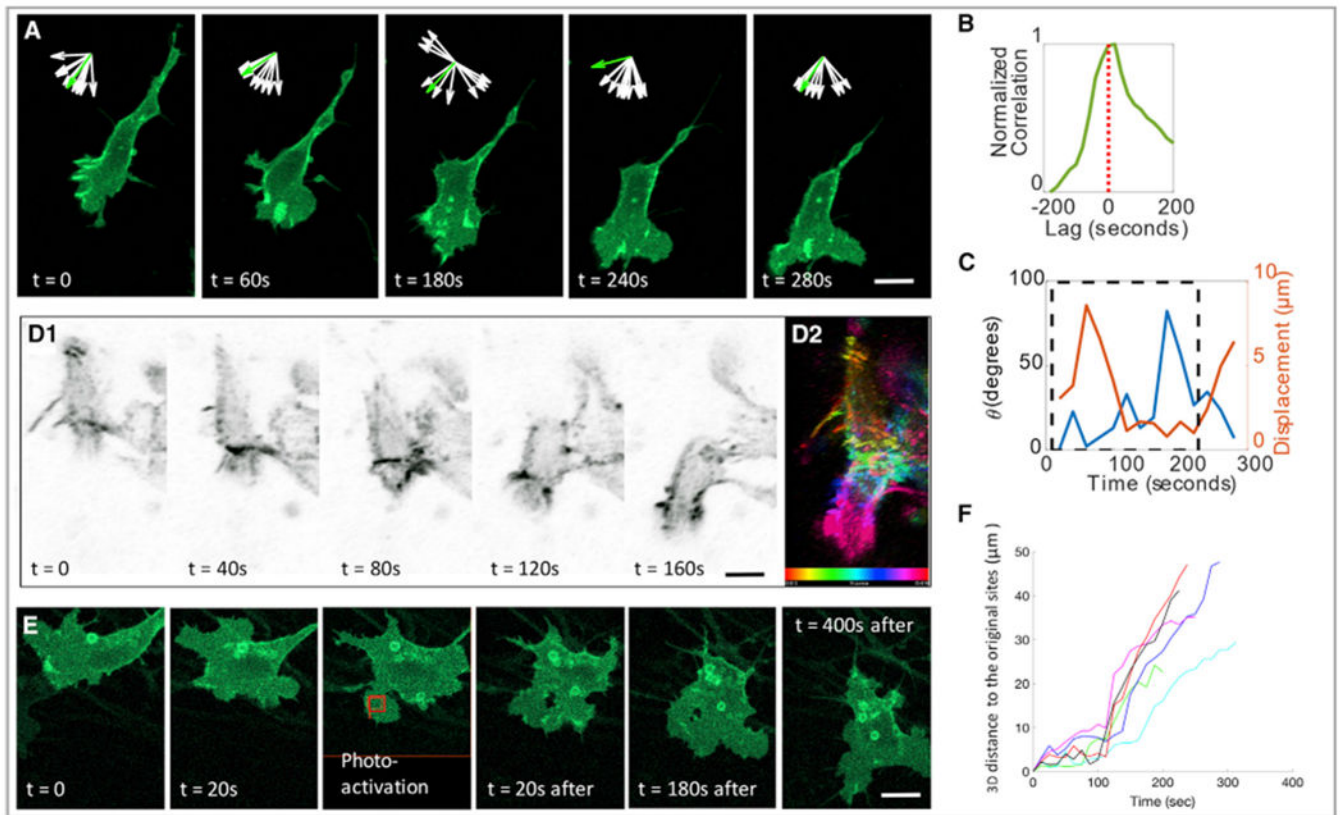 A
t = 0
t = 60s
t = 180s
t = 240s
t = 280s
B
Normalized
Correlation
1
0
-200
0
200
Lag (seconds)
C
100
50
0
θ(degrees)
10
5
0
Displacement (μm)
0
100
200
300
Time (seconds)
D1
t = 0
t = 40s
t = 80s
t = 120s
t = 160s
D2
E
t = 0
t = 20s
Photo-
activation
t = 20s after
t = 180s after
t = 400s after
F
50
40
30
20
10
0
3D distance to the original sites (μm)
0
100
200
300
400
Time (sec)